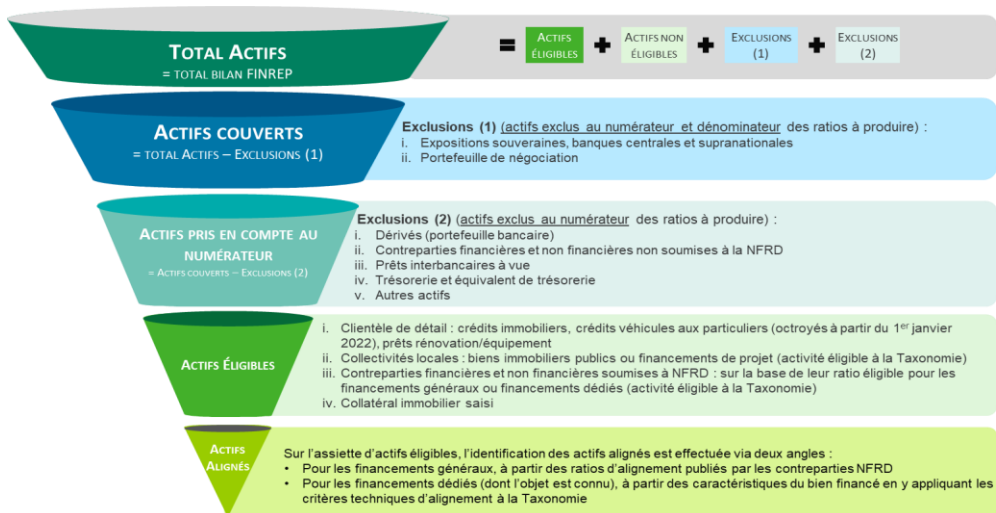 TOTAL ACTIFS
= TOTAL BILAN FINREP
= ACTIFS ÉLIGIBLES + ACTIFS NON ÉLIGIBLES + EXCLUSIONS (1) + EXCLUSIONS (2)
ACTIFS COUVERTS
= TOTAL ACTIFS – EXCLUSIONS (1)
Exclusions (1) (actifs exclus au numérateur et dénominateur des ratios à produire) :
i. Expositions souveraines, banques centrales et supranationales
ii. Portefeuille de négociation
ACTIFS PRIS EN COMPTE AU
NUMÉRATEUR
= ACTIFS COUVERTS – EXCLUSIONS (2)
Exclusions (2) (actifs exclus au numérateur des ratios à produire) :
i. Dérivés (portefeuille bancaire)
ii. Contreparties financières et non financières non soumises à la NFRD
iii. Prêts interbancaires à vue
iv. Trésorerie et équivalent de trésorerie
v. Autres actifs
ACTIFS ÉLIGIBLES
i. Clientèle de détail : crédits immobiliers, crédits véhicules aux particuliers (octroyés à partir du 1er janvier
2022), prêts rénovation/équipement
ii. Collectivités locales : biens immobiliers publics ou financements de projet (activité éligible à la Taxonomie)
iii. Contreparties financières et non financières soumises à NFRD : sur la base de leur ratio éligible pour les
financements généraux ou financements dédiés (activité éligible à la Taxonomie)
iv. Collatéral immobilier saisi
ACTIFS
ALIGNÉS
Sur l'assiette d'actifs éligibles, l'identification des actifs alignés est effectuée via deux angles :
• Pour les financements généraux, à partir des ratios d'alignement publiés par les contreparties NFRD
• Pour les financements dédiés (dont l'objet est connu), à partir des caractéristiques du bien financé en y appliquant les
critères techniques d'alignement à la Taxonomie